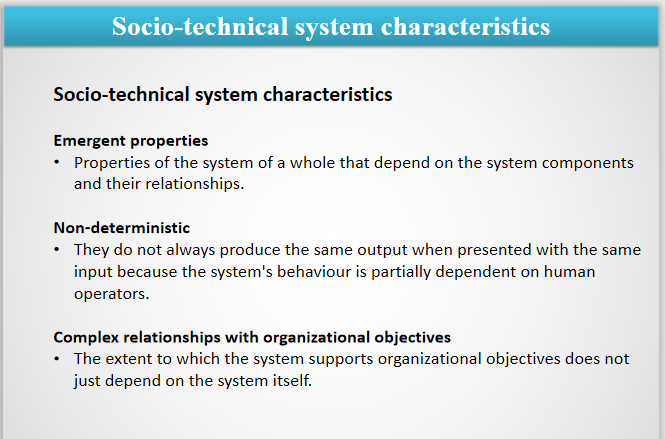 Socio-technical system characteristics
Socio-technical system characteristics
Emergent properties
• Properties of the system of a whole that depend on the system components
and their relationships.
Non-deterministic
• They do not always produce the same output when presented with the same
input because the system's behaviour is partially dependent on human
operators.
Complex relationships with organizational objectives
• The extent to which the system supports organizational objectives does not
just depend on the system itself.